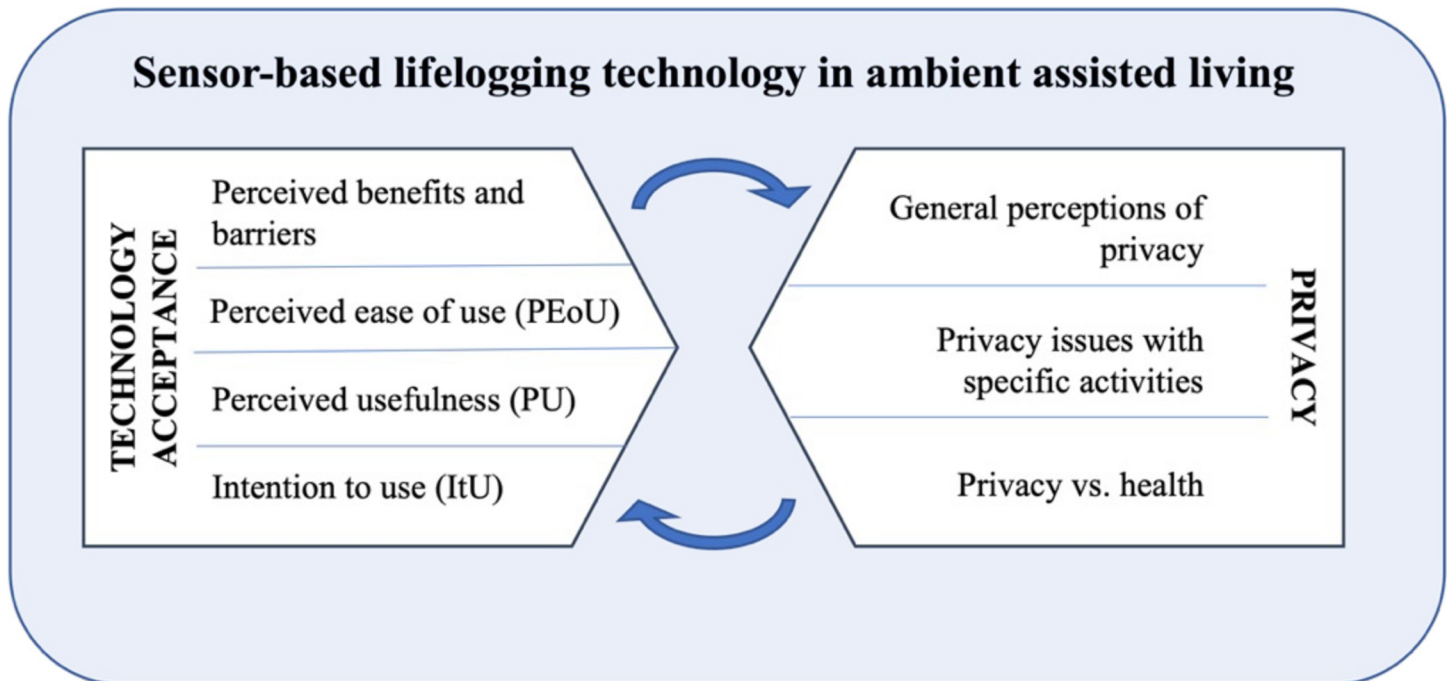 Sensor-based lifelogging technology in ambient assisted living
TECHNOLOGY
ACCEPTANCE
Perceived benefits and
barriers
Perceived ease of use (PEoU)
Perceived usefulness (PU)
Intention to use (ItU)
General perceptions of
privacy
Privacy issues with
specific activities
Privacy vs. health
PRIVACY